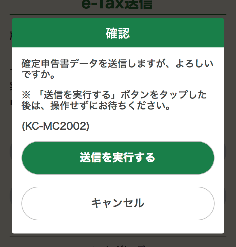 e-Tax送信
確認
確定申告書データを送信しますが、よろしい
ですか。
※ 「送信を実行する」ボタンをタップした
後は、操作せずにお待ちください。
(KC-MC2002)
送信を実行する
キャンセル